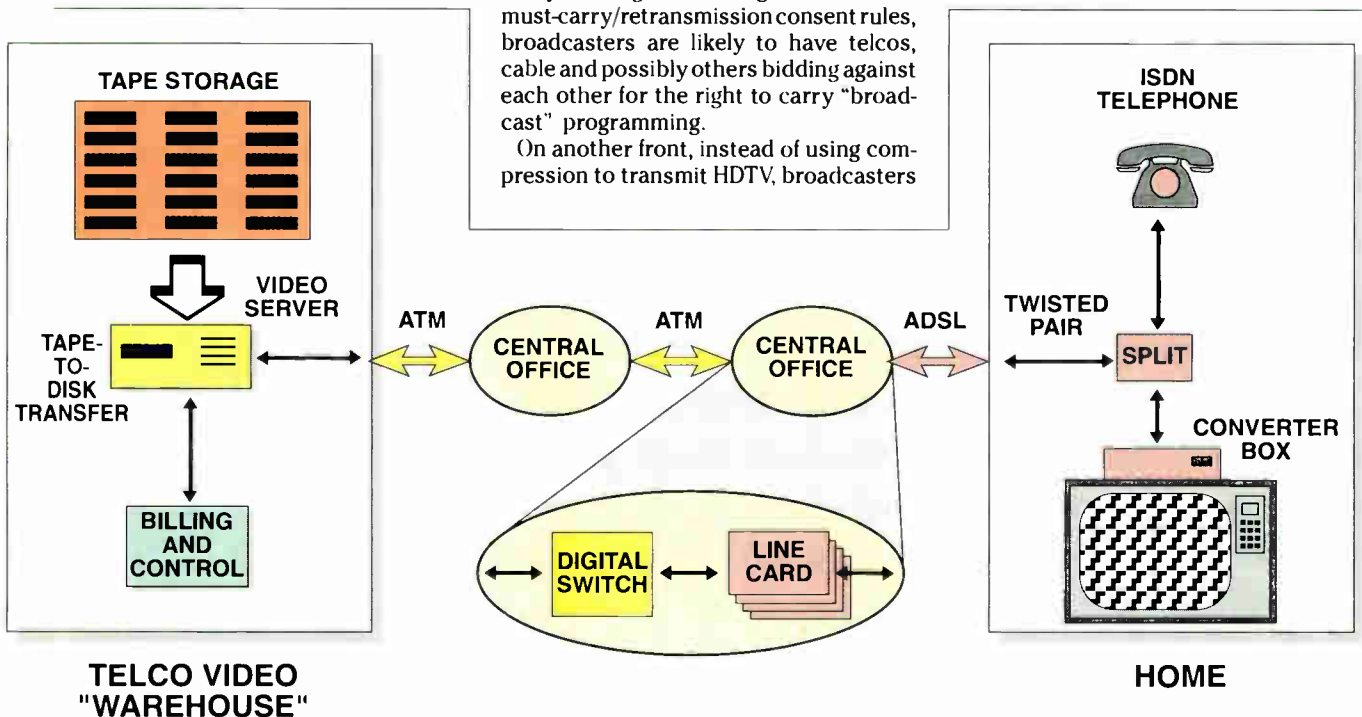 must-carry/retransmission consent rules,
broadcasters are likely to have telcos,
cable and possibly others bidding against
each other for the right to carry "broad-
cast" programming.
On another front, instead of using com-
pression to transmit HDTV, broadcasters
TAPE STORAGE
VIDEO
SERVER
TAPE-
TO-
DISK
TRANSFER
BILLING
AND
CONTROL
TELCO VIDEO
"WAREHOUSE"
ATM
CENTRAL
OFFICE
ATM
CENTRAL
OFFICE
ADSL
DIGITAL
SWITCH
LINE
CARD
ISDN
TELEPHONE
TWISTED
PAIR
SPLIT
CONVERTER
BOX
HOME